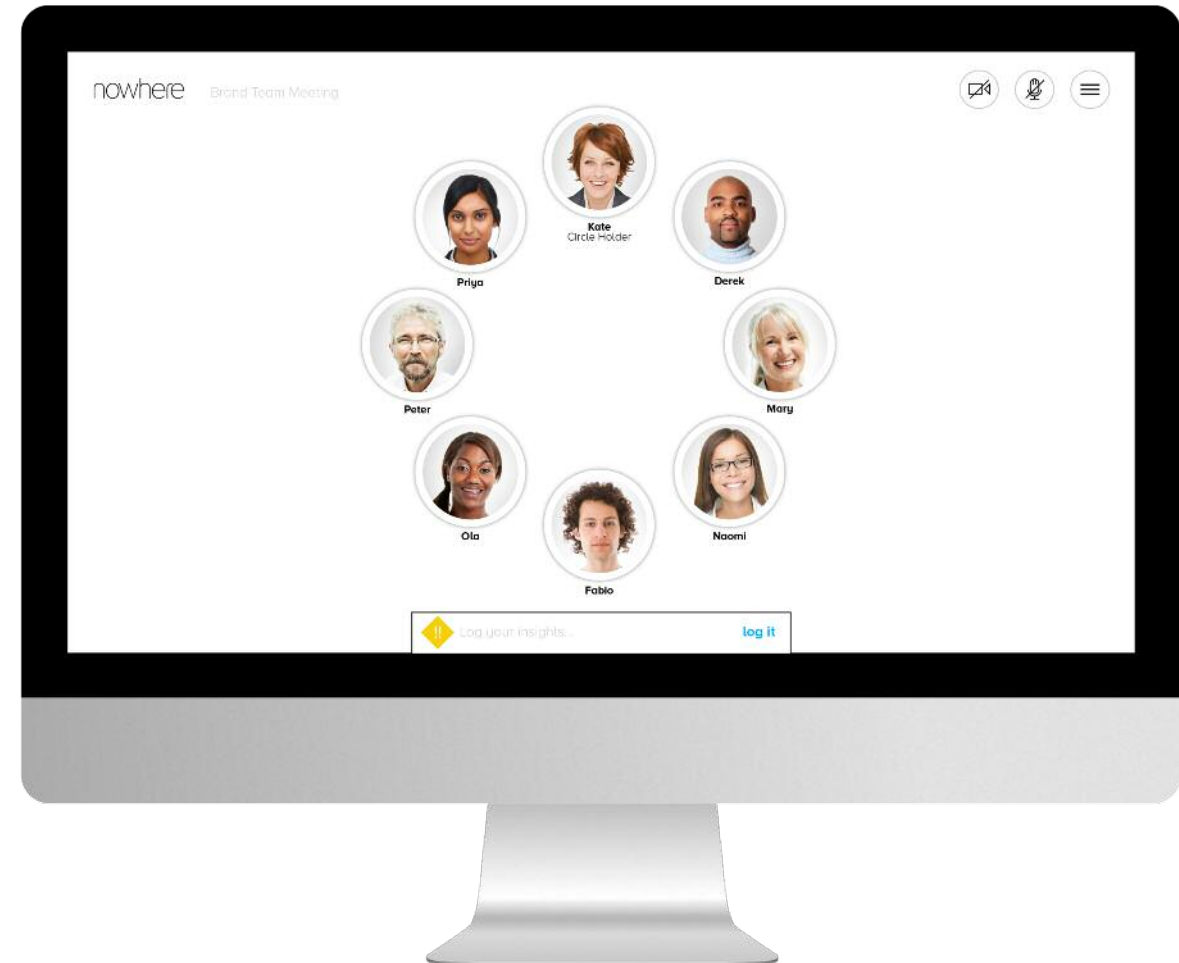 nowhere
Brand Team Meeting
Kate
Circle Holder
Priya
Derek
Peter
Mary
Ola
Naomi
Fabio
!! Log your insights... log it